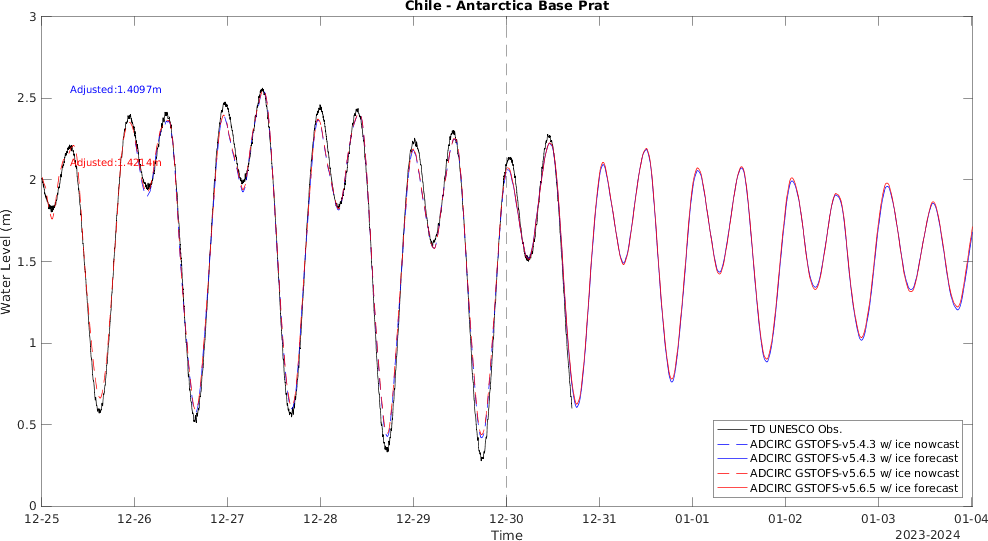 Chile - Antarctica Base Prat
3
2.5
2
1.5
1
0.5
0
Water Level (m)
Adjusted:1.4097m
Adjusted:1.4214m
TD UNESCO Obs.
ADCIRC GSTOFS-v5.4.3 w/ ice nowcast
ADCIRC GSTOFS-v5.4.3 w/ ice forecast
ADCIRC GSTOFS-v5.6.5 w/ ice nowcast
ADCIRC GSTOFS-v5.6.5 w/ ice forecast
12-25 12-26 12-27 12-28 12-29 12-30 12-31 01-01 01-02 01-03 01-04
Time
2023-2024